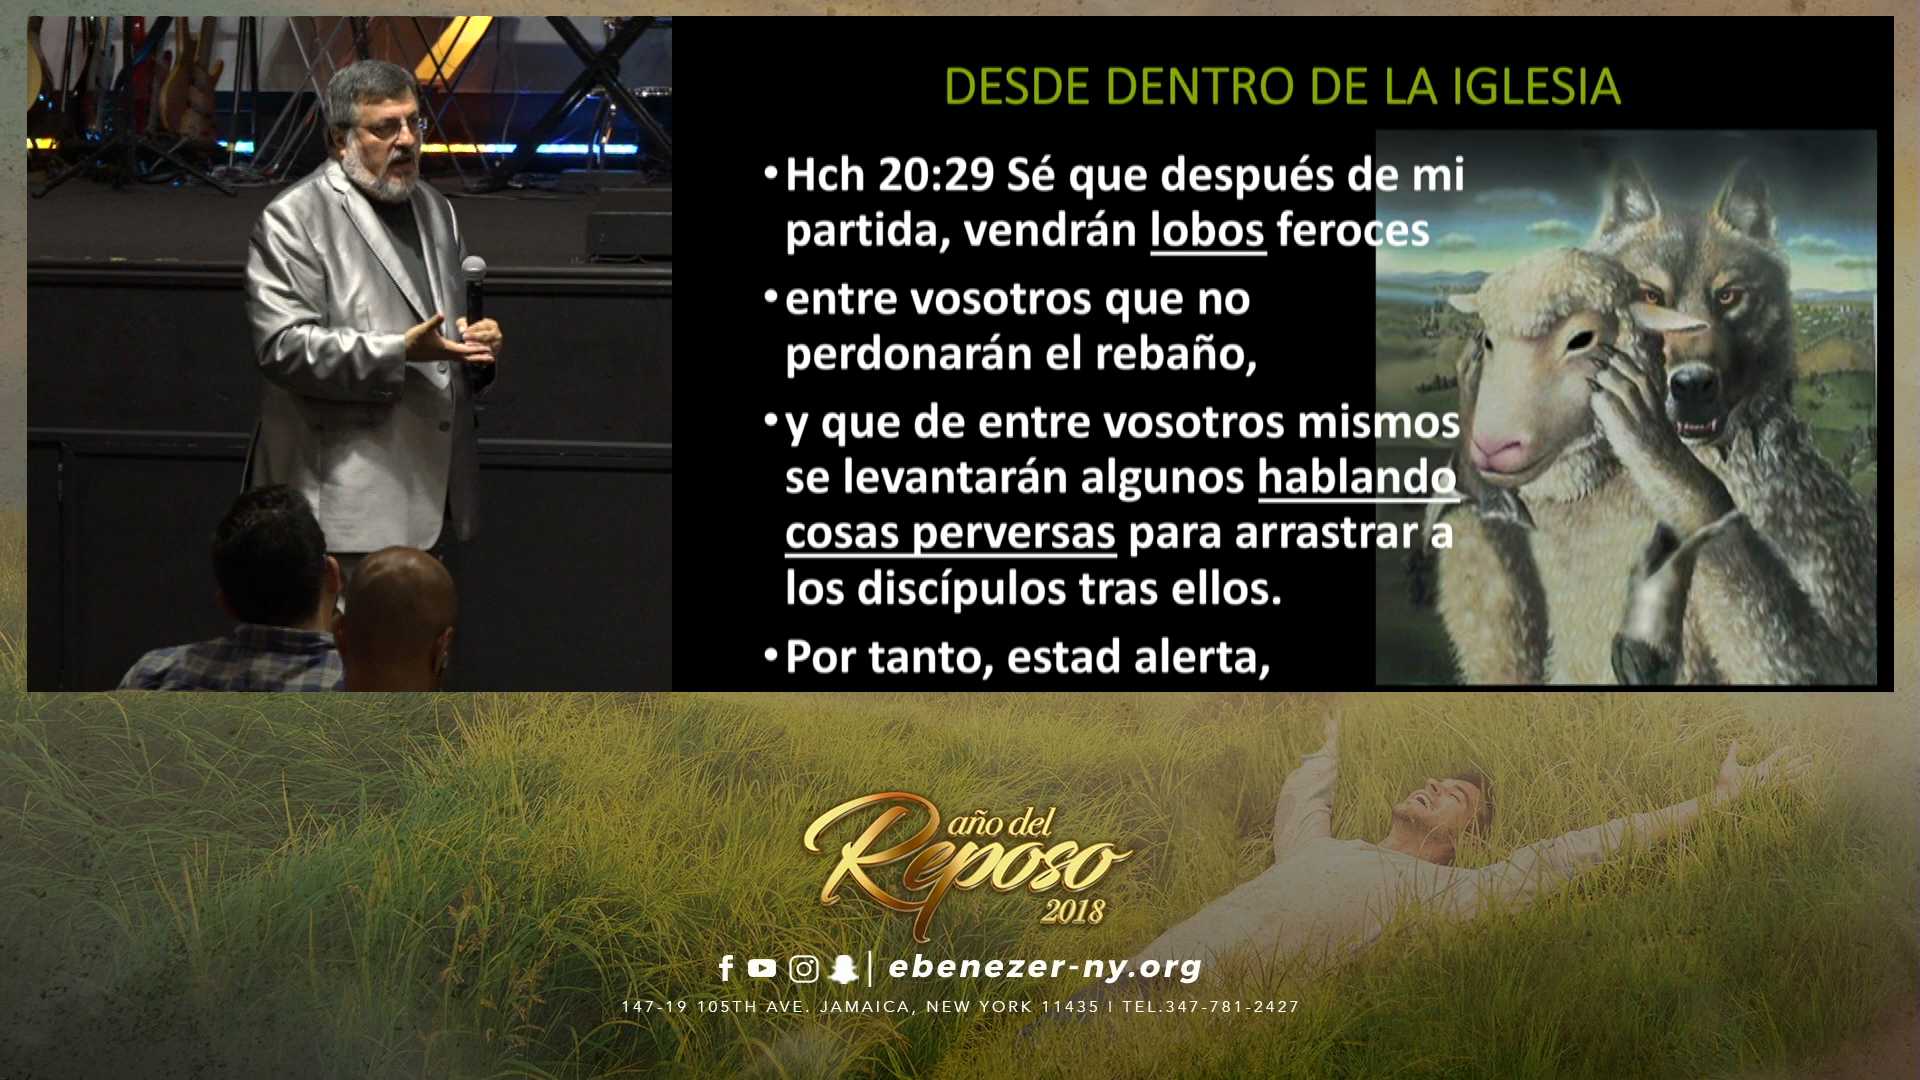 DESDE DENTRO DE LA IGLESIA
•Hch 20:29 Sé que después de mi
partida, vendrán lobos feroces
•entre vosotros que no
perdonarán el rebaño,
•y que de entre vosotros mismos
se levantarán algunos hablando
cosas perversas para arrastrar a
los discípulos tras ellos.
•Por tanto, estad alerta,
año del
Reposo
2018
ebenezer-ny.org
147-19 105TH AVE. JAMAICA, NEW YORK 11435 | TEL.347-781-2427